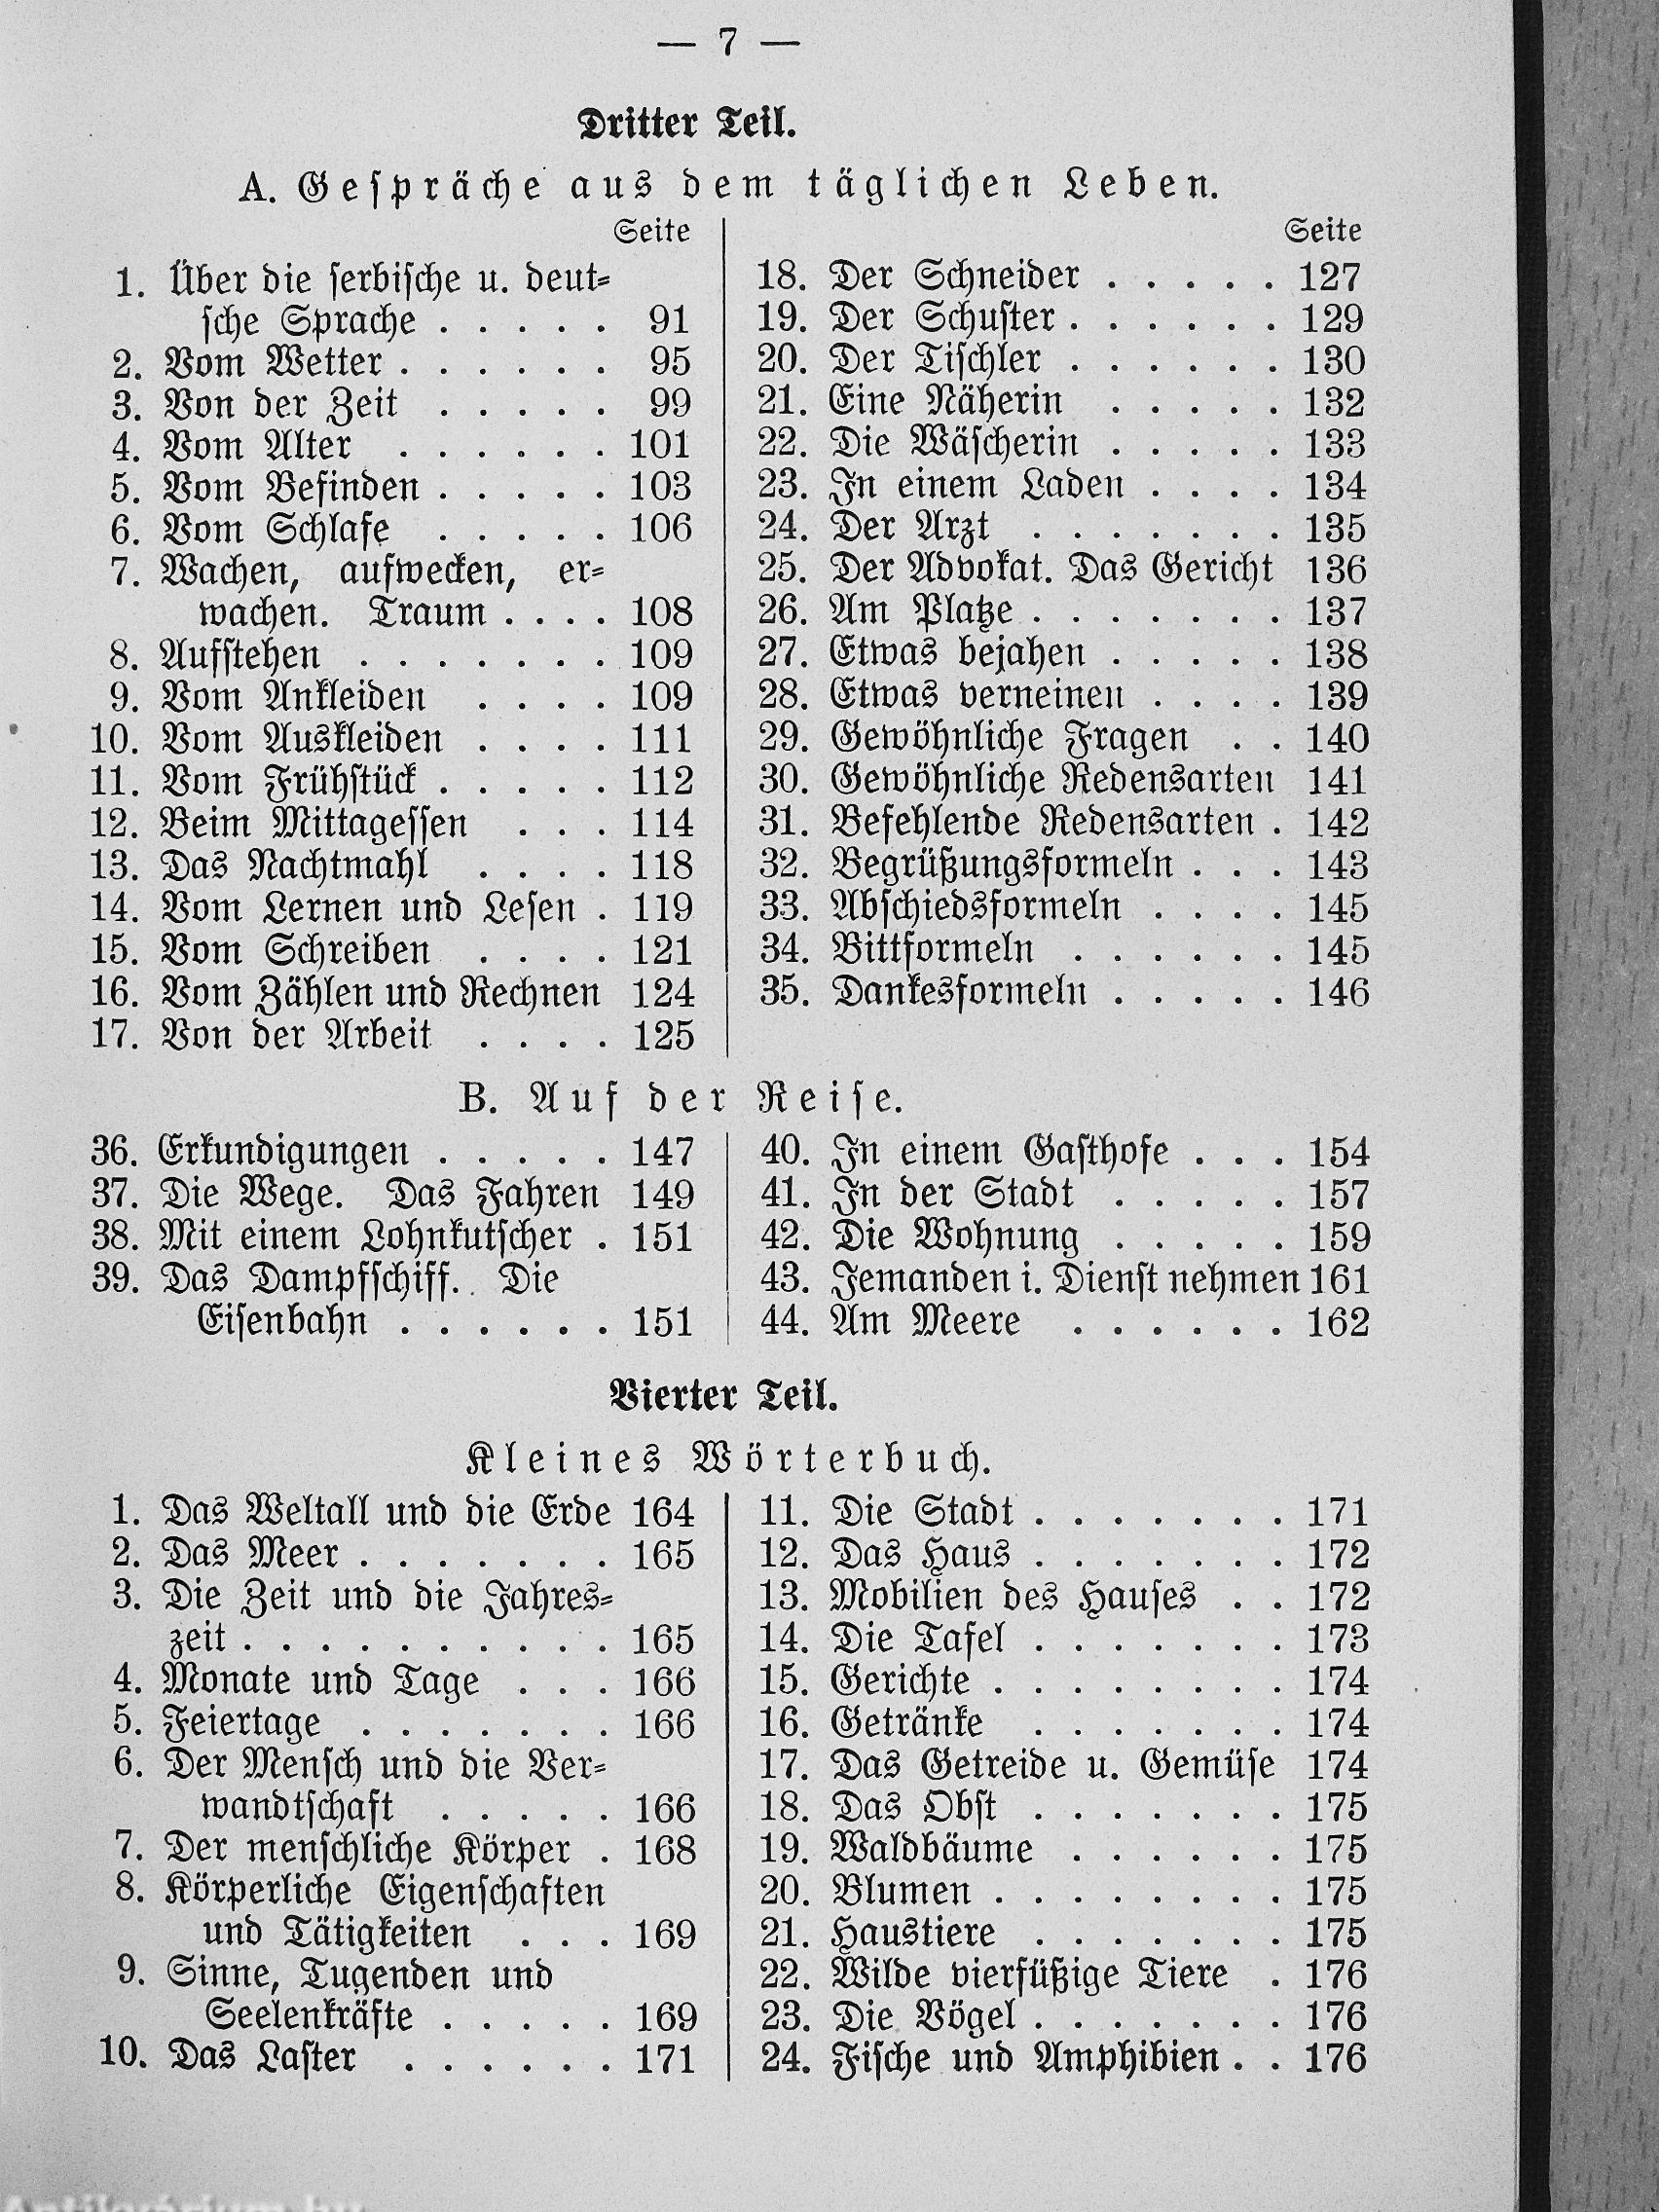 — 7 —
Dritter Teil.
A. Gespräche aus dem täglichen Leben.
Seite
1. Über die serbische u. deut=
sche Sprache . . . . . 91
2. Vom Wetter . . . . . . 95
3. Von der Zeit . . . . . 99
4. Vom Alter . . . . . . 101
5. Vom Befinden . . . . . 103
6. Vom Schlafe . . . . . 106
7. Wachen, aufwecken, er=
wachen. Traum . . . . 108
8. Aufstehen . . . . . . . 109
9. Vom Ankleiden . . . . 109
10. Vom Auskleiden . . . . 111
11. Vom Frühstück . . . . . 112
12. Beim Mittagessen . . . 114
13. Das Nachtmahl . . . . 118
14. Vom Lernen und Lesen . 119
15. Vom Schreiben . . . . 121
16. Vom Zählen und Rechnen 124
17. Von der Arbeit . . . . 125
Seite
18. Der Schneider . . . . . 127
19. Der Schuster . . . . . . 129
20. Der Tischler . . . . . . 130
21. Eine Näherin . . . . . 132
22. Die Wäscherin . . . . . 133
23. In einem Laden . . . . 134
24. Der Arzt . . . . . . . 135
25. Der Advokat. Das Gericht 136
26. Am Platze . . . . . . . 137
27. Etwas bejahen . . . . . 138
28. Etwas verneinen . . . . 139
29. Gewöhnliche Fragen . . 140
30. Gewöhnliche Redensarten 141
31. Befehlende Redensarten . 142
32. Begrüßungsformeln . . . 143
33. Abschiedsformeln . . . . 145
34. Bittformeln . . . . . . 145
35. Dankesformeln . . . . . 146
B. Auf der Reise.
36. Erkundigungen . . . . . 147
37. Die Wege. Das Fahren 149
38. Mit einem Lohnkutscher . 151
39. Das Dampfschiff. Die
Eisenbahn . . . . . . 151
40. In einem Gasthofe . . . 154
41. In der Stadt . . . . . 157
42. Die Wohnung . . . . . 159
43. Jemanden i. Dienst nehmen 161
44. Am Meere . . . . . . 162
Vierter Teil.
Kleines Wörterbuch.
1. Das Weltall und die Erde 164
2. Das Meer . . . . . . . 165
3. Die Zeit und die Jahres=
zeit . . . . . . . . . . 165
4. Monate und Tage . . . 166
5. Feiertage . . . . . . . 166
6. Der Mensch und die Ver=
wandtschaft . . . . . 166
7. Der menschliche Körper . 168
8. Körperliche Eigenschaften
und Tätigkeiten . . . 169
9. Sinne, Tugenden und
Seelenkräfte . . . . . 169
10. Das Laster . . . . . . 171
11. Die Stadt . . . . . . . 171
12. Das Haus . . . . . . . 172
13. Mobilien des Hauses . . 172
14. Die Tafel . . . . . . . 173
15. Gerichte . . . . . . . . 174
16. Getränke . . . . . . . 174
17. Das Getreide u. Gemüse 174
18. Das Obst . . . . . . . 175
19. Waldbäume . . . . . . 175
20. Blumen . . . . . . . . 175
21. Haustiere . . . . . . . 175
22. Wilde vierfüßige Tiere . 176
23. Die Vögel . . . . . . . 176
24. Fische und Amphibien . . 176